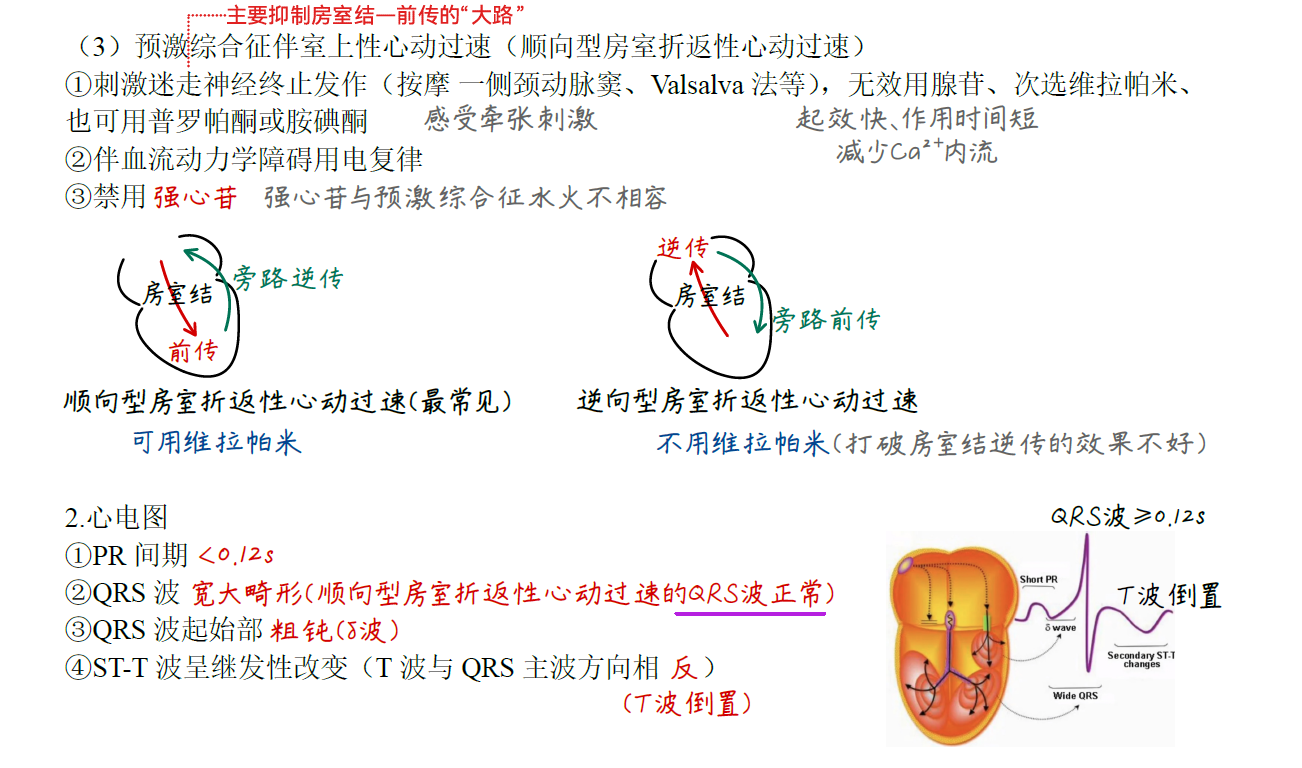 主要抑制房室结—前传的“大路”
（3）预激综合征伴室上性心动过速（顺向型房室折返性心动过速）
①刺激迷走神经终止发作（按摩 一侧颈动脉窦、Valsalva 法等），无效用腺苷、次选维拉帕米、
也可用普罗帕酮或胺碘酮
感受牵张刺激
起效快、作用时间短
减少Ca²⁺内流
②伴血流动力学障碍用电复律
③禁用 强心苷 强心苷与预激综合征水火不相容
旁路逆传
房室结
前传
逆传
房室结
旁路前传
顺向型房室折返性心动过速(最常见)
逆向型房室折返性心动过速
可用维拉帕米
不用维拉帕米(打破房室结逆传的效果不好)
2.心电图
①PR 间期 <0.12s
②QRS 波 宽大畸形(顺向型房室折返性心动过速的QRS波正常)
③QRS 波起始部 粗钝(δ波)
④ST-T 波呈继发性改变（T 波与 QRS 主波方向相 反）
(T波倒置)
QRS波≥0.12s
Short PR
T波倒置
δ wave
Secondary ST-T
changes
Wide QRS